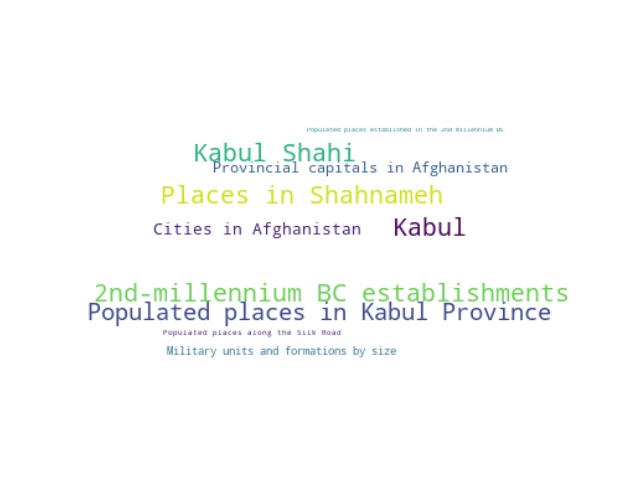 Populated places established in the 2nd millennium BC
Kabul Shahi
Provincial capitals in Afghanistan
Places in Shahnameh
Cities in Afghanistan
Kabul
2nd-millennium BC establishments
Populated places in Kabul Province
Populated places along the Silk Road
Military units and formations by size